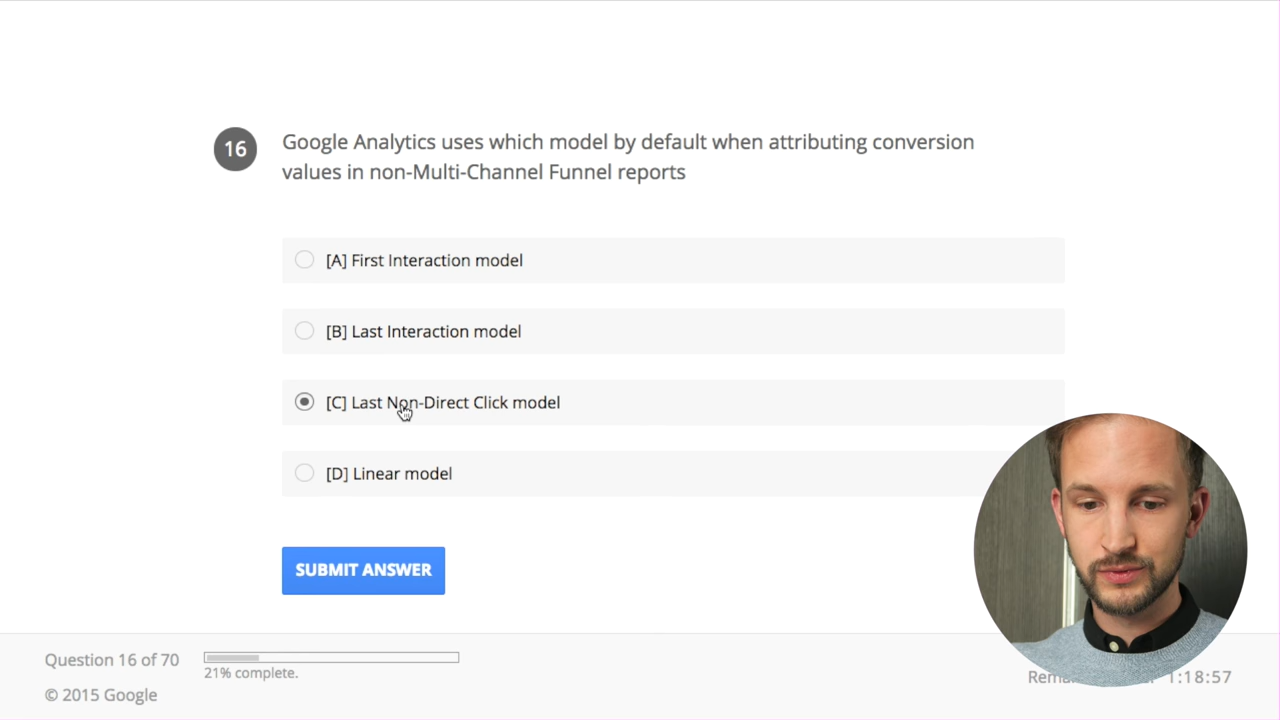 16
Google Analytics uses which model by default when attributing conversion
values in non-Multi-Channel Funnel reports
[A] First Interaction model
[B] Last Interaction model
[C] Last Non-Direct Click model
[D] Linear model
SUBMIT ANSWER
Question 16 of 70
21% complete.
© 2015 Google
1:18:57